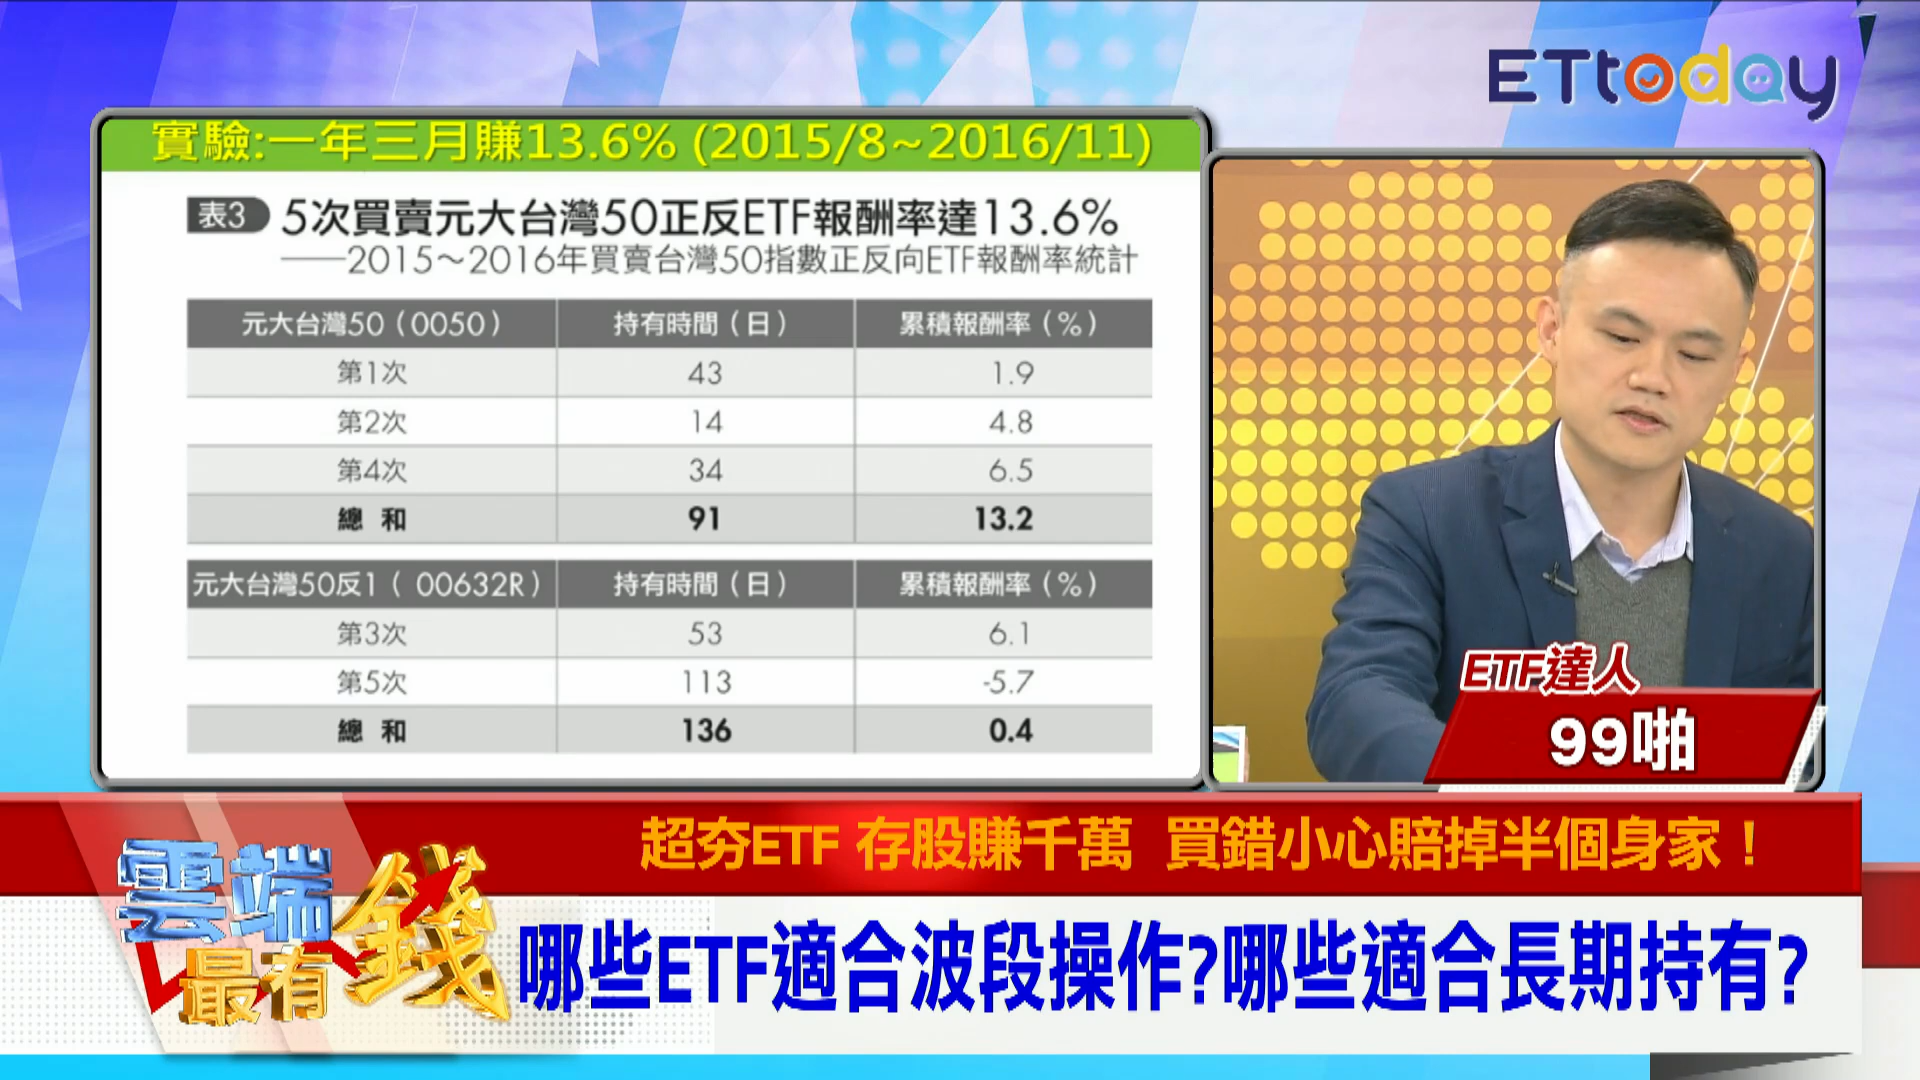 ETtoday
實驗:一年三月賺13.6% (2015/8~2016/11)
表3 5次買賣元大台灣50正反ETF報酬率達13.6%
——2015～2016年買賣台灣50指數正反向ETF報酬率統計
元大台灣50（0050） 持有時間（日） 累積報酬率（%）
第1次 43 1.9
第2次 14 4.8
第4次 34 6.5
總 和 91 13.2
元大台灣50反1（ 00632R） 持有時間（日） 累積報酬率（%）
第3次 53 6.1
第5次 113 -5.7
總 和 136 0.4
ETF達人
99啪
超夯ETF 存股賺千萬 買錯小心賠掉半個身家！
雲端
最有錢
哪些ETF適合波段操作?哪些適合長期持有?